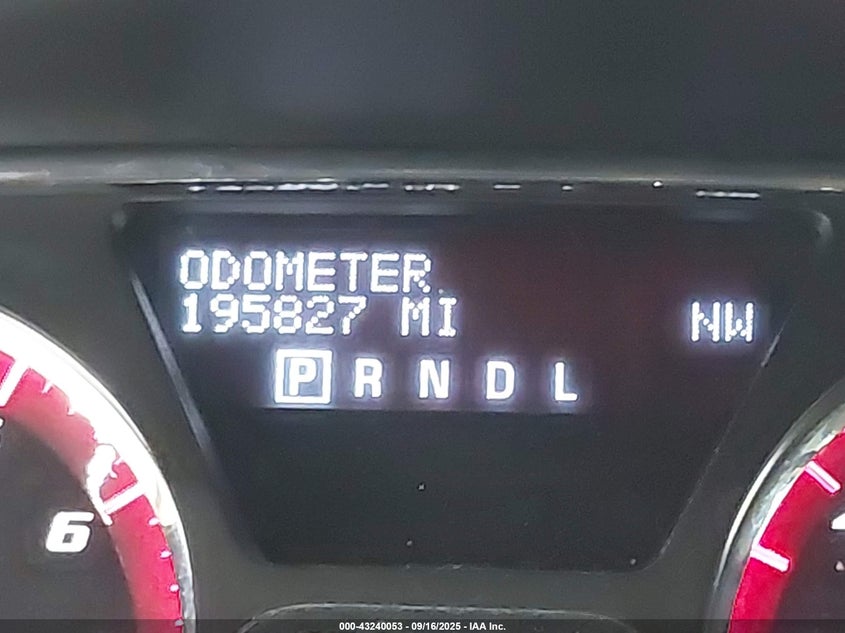 ODOMETER
195827 MI NW
P R N D L
6
000-43240053 - 09/16/2025 - IAA Inc.